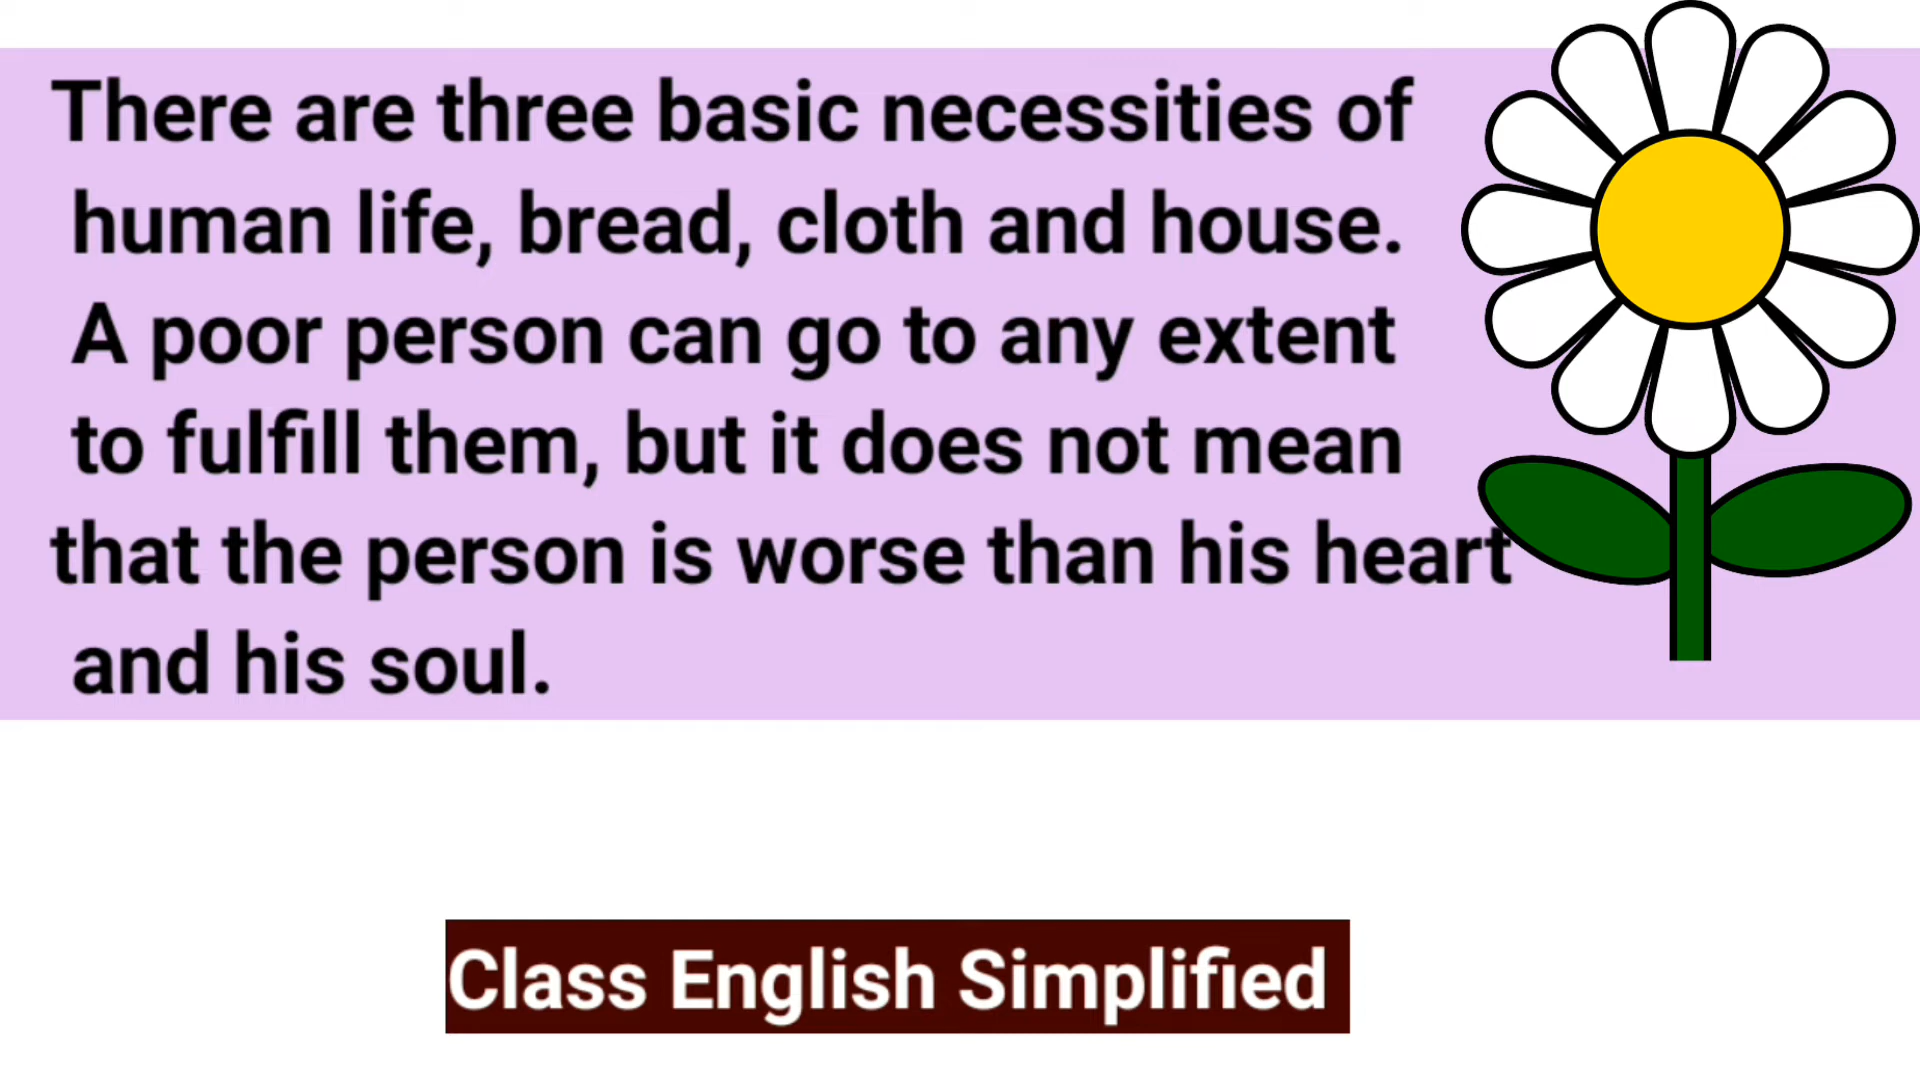 There are three basic necessities of
human life, bread, cloth and house.
A poor person can go to any extent
to fulfill them, but it does not mean
that the person is worse than his heart
and his soul.
Class English Simplified